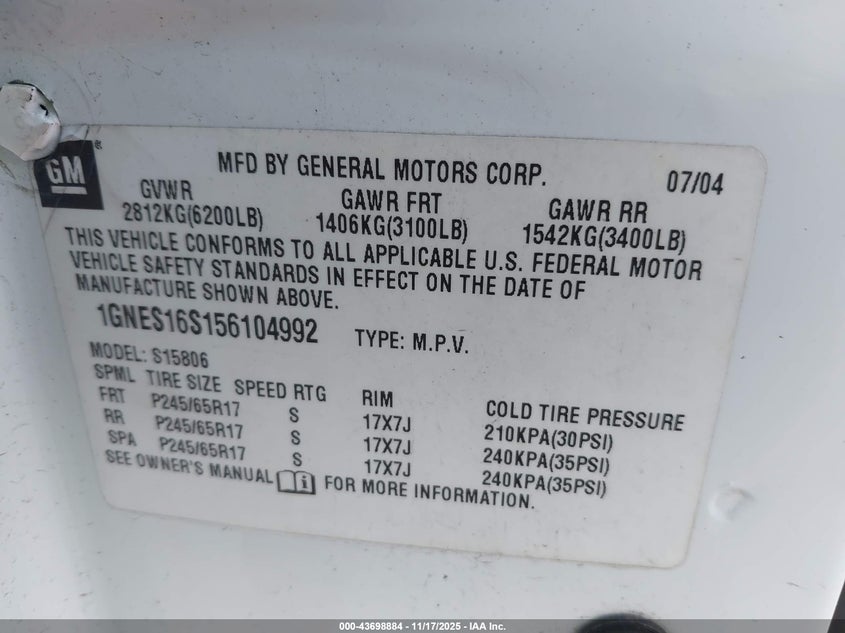 GM®
MFD BY GENERAL MOTORS CORP. 07/04
GVWR GAWR FRT GAWR RR
2812KG(6200LB) 1406KG(3100LB) 1542KG(3400LB)
THIS VEHICLE CONFORMS TO ALL APPLICABLE U.S. FEDERAL MOTOR
VEHICLE SAFETY STANDARDS IN EFFECT ON THE DATE OF
MANUFACTURE SHOWN ABOVE.
1GNES16S156104992 TYPE: M.P.V.
MODEL: S15806
SPML TIRE SIZE SPEED RTG RIM COLD TIRE PRESSURE
FRT P245/65R17 S 17X7J 210KPA(30PSI)
RR P245/65R17 S 17X7J 240KPA(35PSI)
SPA P245/65R17 S 17X7J 240KPA(35PSI)
SEE OWNER'S MANUAL i FOR MORE INFORMATION.
000-43698884 - 11/17/2025 - IAA Inc.